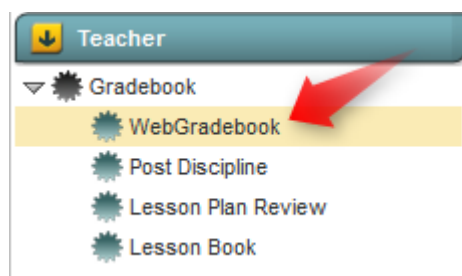 Teacher
Gradebook
WebGradebook
Post Discipline
Lesson Plan Review
Lesson Book